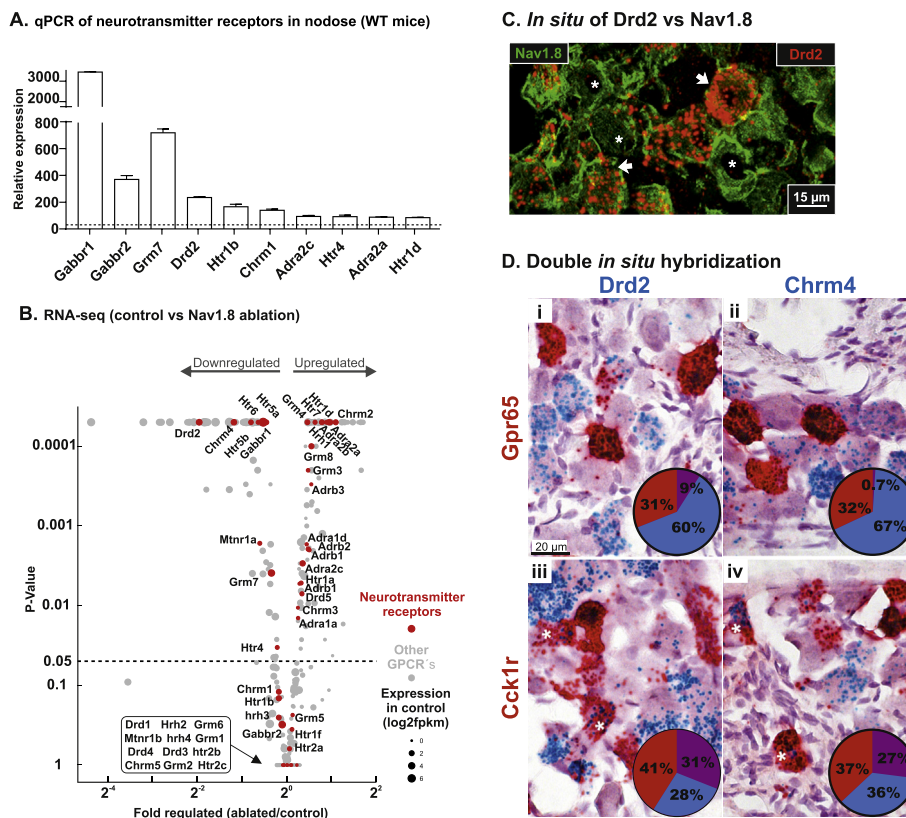 A. qPCR of neurotransmitter receptors in nodose (WT mice)
Relative expression
3000
2000
800
600
400
200
0
Gabbr1
Gabbr2
Grm7
Drd2
Htr1b
Chrm1
Adra2c
Htr4
Adra2a
Htr1d
B. RNA-seq (control vs Nav1.8 ablation)
Downregulated
Upregulated
P-Value
0.0001
0.001
0.01
0.05
0.1
1
Drd2
Chrm4
Htr6
Htr5b
Htr5a
Gabbr1
Grm4
Htr7
Htr1d
Chrm2
Adra2a
Adra2b
Grm8
Grm3
Adrb3
Adra1d
Adrb2
Adrb1
Adra2c
Htr1a
Adrb1
Drd5
Chrm3
Adra1a
Mtnr1a
Grm7
Htr4
Chrm1
Htr1b
hrh3
Gabbr2
Grm5
Htr1f
Htr2a
Drd1 Hrh2 Grm6
Mtnr1b hrh4 Grm1
Drd4 Drd3 htr2b
Chrm5 Grm2 Htr2c
Neurotransmitter
receptors
Other
GPCR´s
Expression
in control
(log2fpkm)
0
2
4
6
2-4
2-2
20
22
Fold regulated (ablated/control)
C. In situ of Drd2 vs Nav1.8
Nav1.8
Drd2
*
*
*
15 µm
D. Double in situ hybridization
Drd2
Chrm4
Gpr65
i
31%
9%
60%
20 µm
ii
0.7%
32%
67%
Cck1r
iii
*
*
41%
31%
28%
iv
*
*
37%
27%
36%